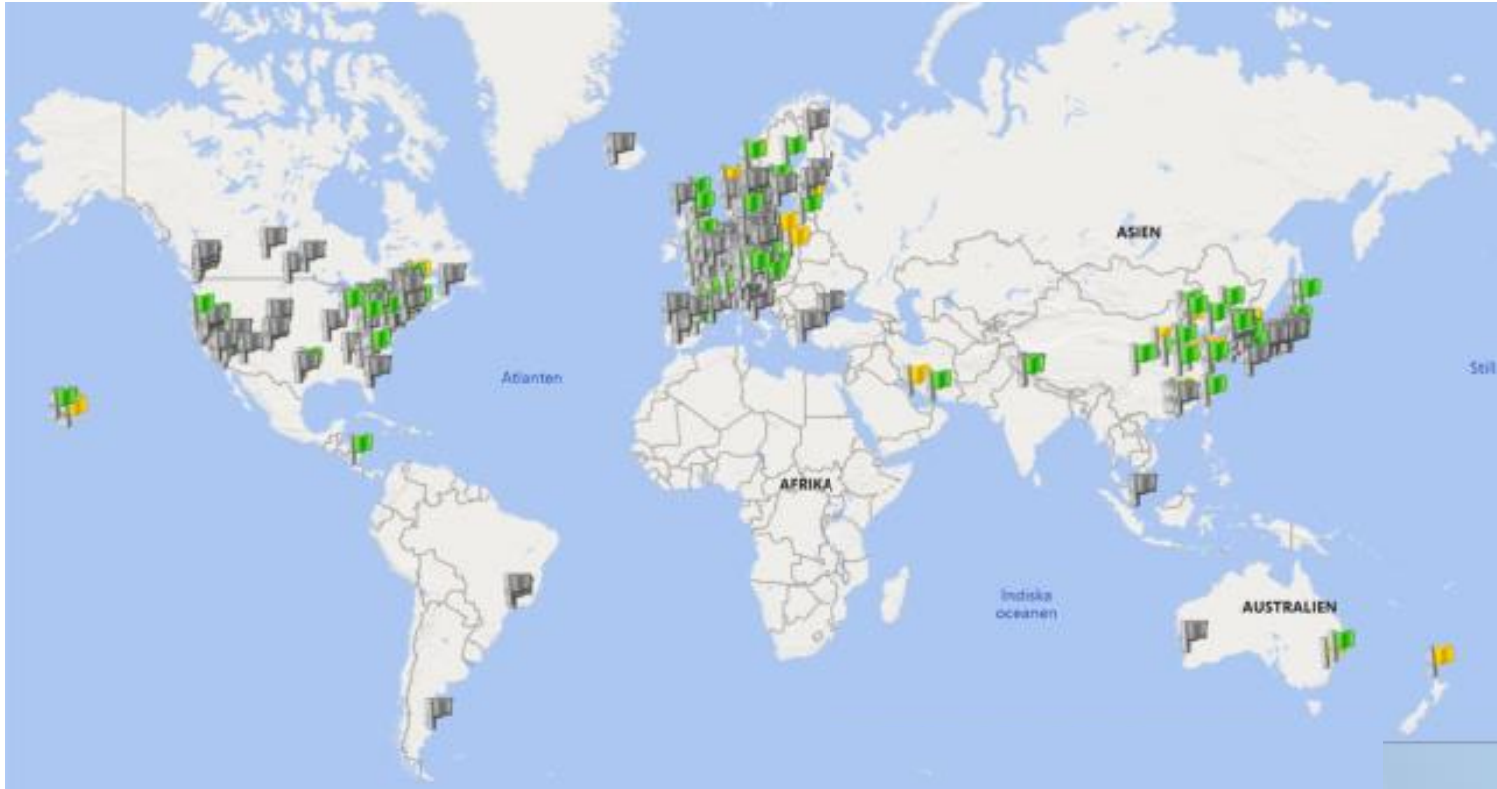 ASIEN
Atlanten
Still
AFRIKA
Indiska
oceanen
AUSTRALIEN